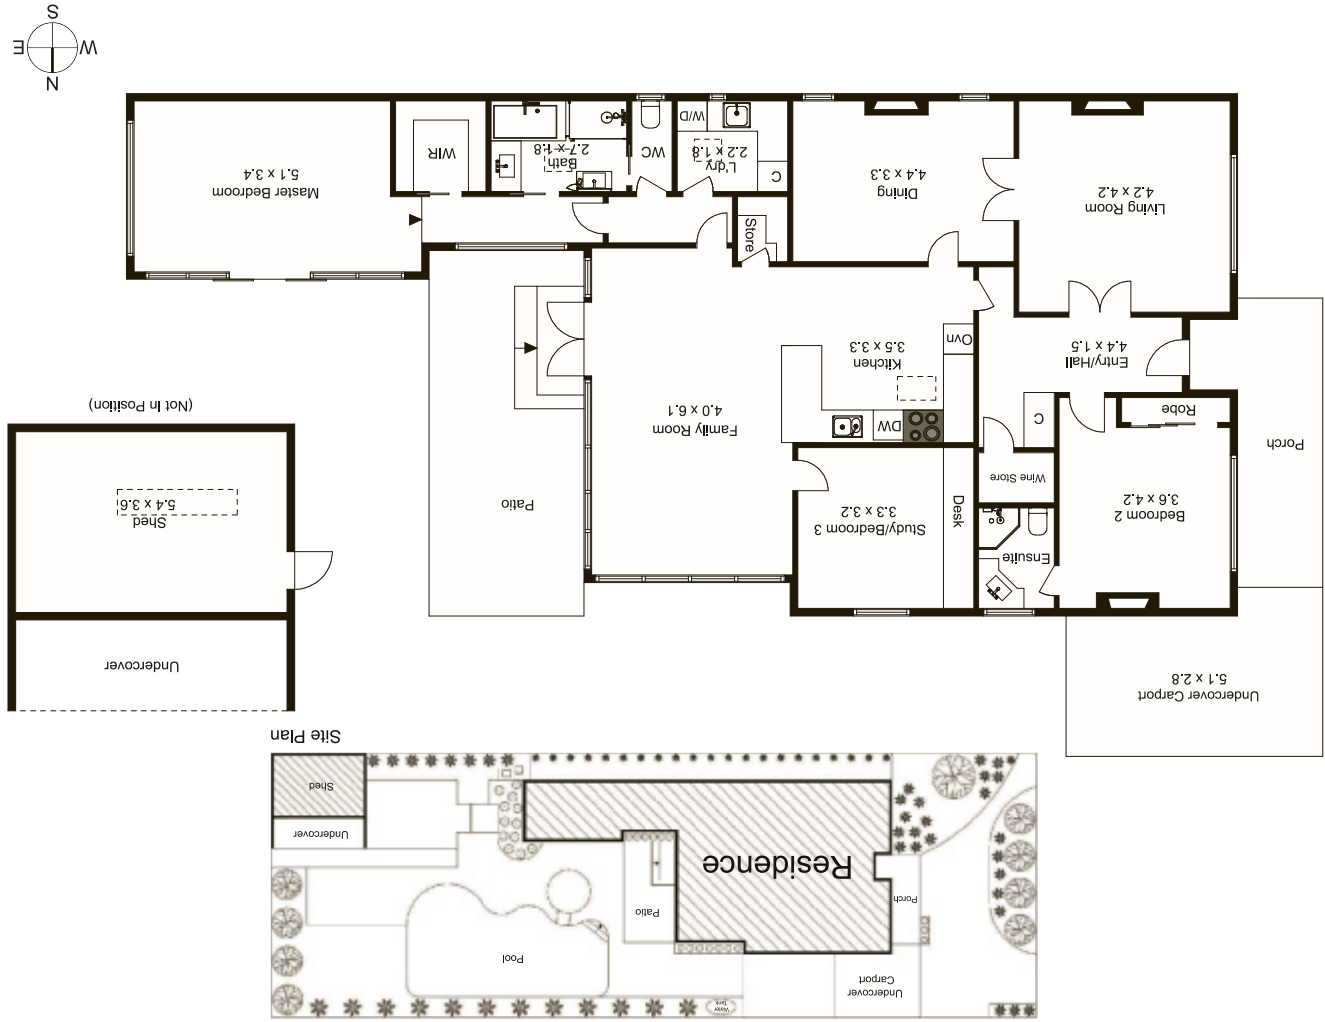 N
W
E
S
Site Plan
Water
Tank
Undercover
Carport
Pool
Patio
Porch
Residence
Undercover
Shed
Undercover Carport
5.1 x 2.8
Undercover
Shed
5.4 x 3.6
(Not In Position)
Porch
Bedroom 2
3.6 x 4.2
Robe
Ensuite
Wine Store
C
Desk
Study/Bedroom 3
3.3 x 3.2
Patio
Family Room
4.0 x 6.1
DW
Kitchen
3.5 x 3.3
Ovn
Entry/Hall
4.4 x 1.5
Living Room
4.2 x 4.2
Dining
4.4 x 3.3
Store
C
L'dry
2.2 x 1.8
W/D
WC
Bath
2.7 x 1.8
WIR
Master Bedroom
5.1 x 3.4